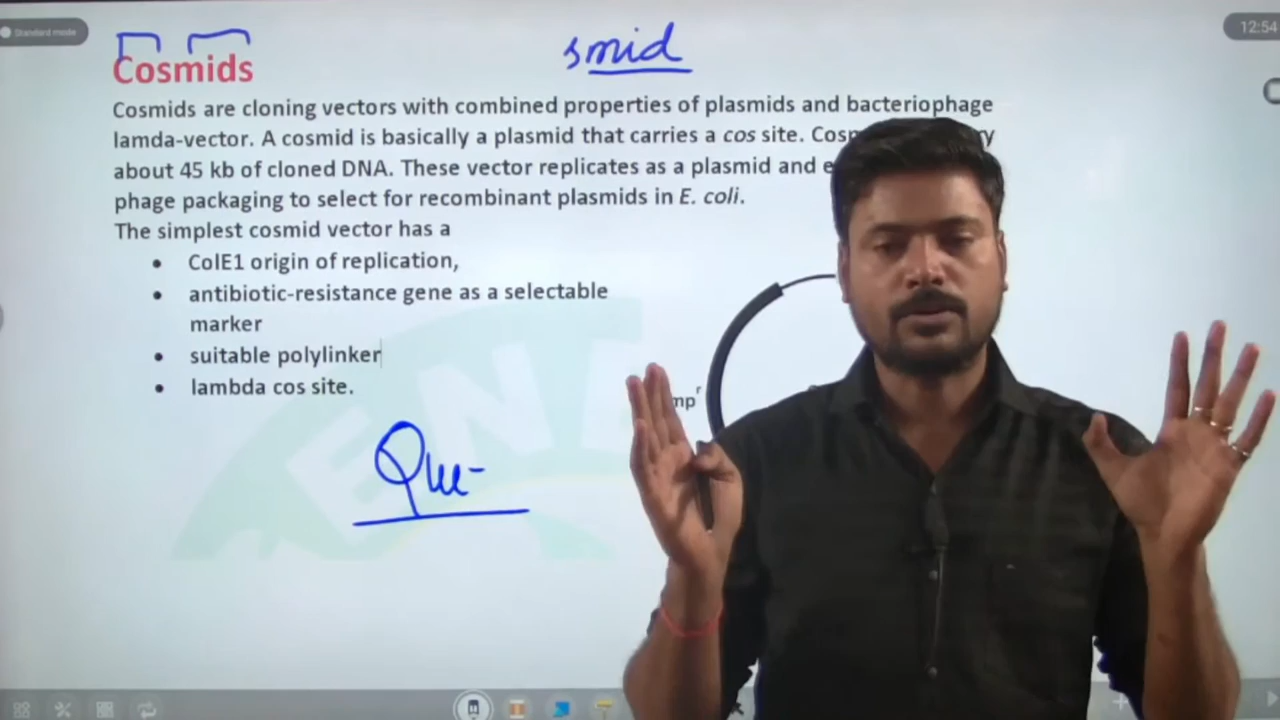 Standard mode
12:54
smid
Cosmids
Cosmids are cloning vectors with combined properties of plasmids and bacteriophage
lamda-vector. A cosmid is basically a plasmid that carries a cos site.
about 45 kb of cloned DNA. These vector replicates as a plasmid and
phage packaging to select for recombinant plasmids in E. coli.
The simplest cosmid vector has a
• ColE1 origin of replication,
• antibiotic-resistance gene as a selectable
marker
• suitable polylinker
• lambda cos site.
Que-